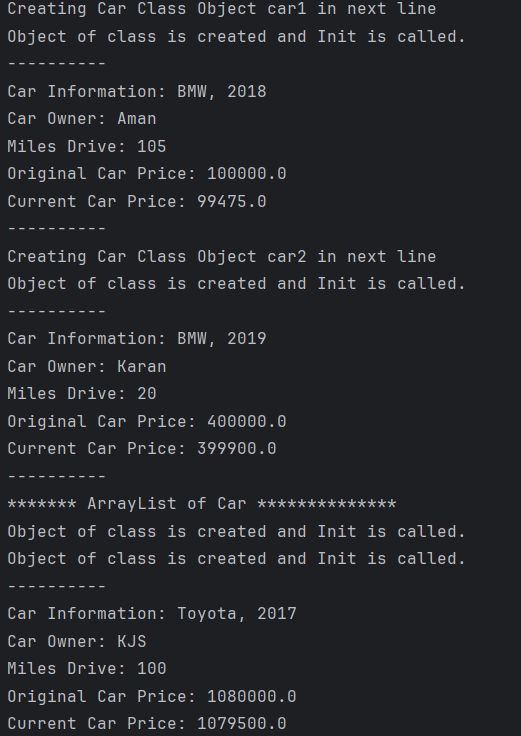 Creating Car Class Object car1 in next line
Object of class is created and Init is called.
----------
Car Information: BMW, 2018
Car Owner: Aman
Miles Drive: 105
Original Car Price: 100000.0
Current Car Price: 99475.0
----------
Creating Car Class Object car2 in next line
Object of class is created and Init is called.
----------
Car Information: BMW, 2019
Car Owner: Karan
Miles Drive: 20
Original Car Price: 400000.0
Current Car Price: 399900.0
----------
******* ArrayList of Car **************
Object of class is created and Init is called.
Object of class is created and Init is called.
----------
Car Information: Toyota, 2017
Car Owner: KJS
Miles Drive: 100
Original Car Price: 1080000.0
Current Car Price: 1079500.0